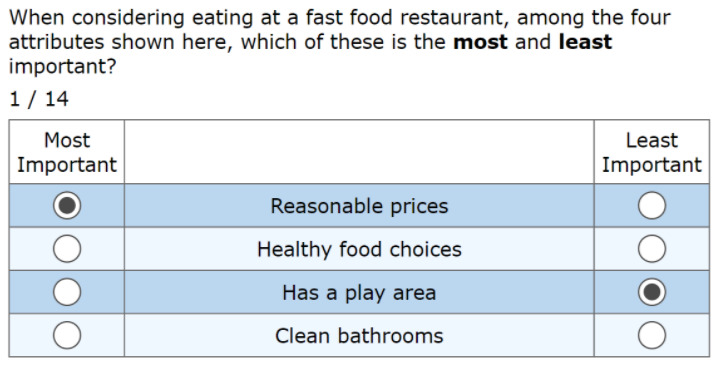 When considering eating at a fast food restaurant, among the four
attributes shown here, which of these is the most and least
important?
1 / 14
Most
Important
Least
Important
Reasonable prices
Healthy food choices
Has a play area
Clean bathrooms